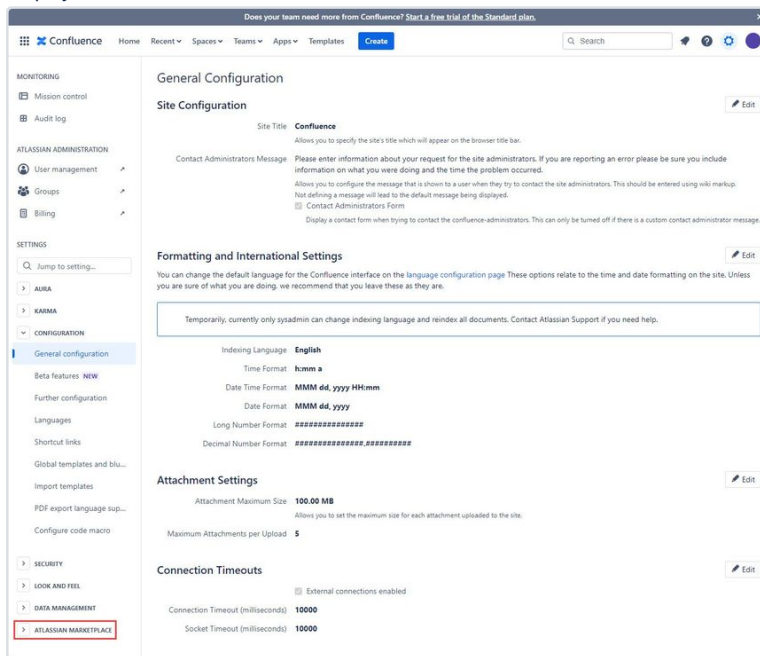 Does your team need more from Confluence? Start a free trial of the Standard plan.
Confluence Home Recent Spaces Teams Apps Templates Create Search
MONITORING
Mission control
Audit log
ATLASSIAN ADMINISTRATION
User management
Groups
Billing
SETTINGS
Jump to setting...
AURA
KARMA
CONFIGURATION
General configuration
Beta features NEW
Further configuration
Languages
Shortcut links
Global templates and blu...
Import templates
PDF export language sup...
Configure code macro
SECURITY
LOOK AND FEEL
DATA MANAGEMENT
ATLASSIAN MARKETPLACE
General Configuration
Site Configuration Edit
Site Title Confluence
Allows you to specify the site's title which will appear on the browser title bar.
Contact Administrators Message Please enter information about your request for the site administrators. If you are reporting an error please be sure you include
information on what you were doing and the time the problem occurred.
Allows you to configure the message that is shown to a user when they try to contact the site administrators. This should be entered using wiki markup.
Not defining a message will lead to the default message being displayed.
Contact Administrators Form
Display a contact form when trying to contact the confluence-administrators. This can only be turned off if there is a custom contact administrator message.
Formatting and International Settings Edit
You can change the default language for the Confluence interface on the language configuration page These options relate to the time and date formatting on the site. Unless
you are sure of what you are doing. we recommend that you leave these as they are.
Temporarily, currently only sysadmin can change indexing language and reindex all documents. Contact Atlassian Support if you need help.
Indexing Language English
Time Format h:mm a
Date Time Format MMM dd, yyyy HH:mm
Date Format MMM dd, yyyy
Long Number Format ###############
Decimal Number Format ###############.##########
Attachment Settings Edit
Attachment Maximum Size 100.00 MB
Allows you to set the maximum size for each attachment uploaded to the site.
Maximum Attachments per Upload 5
Connection Timeouts Edit
External connections enabled
Connection Timeout (milliseconds) 10000
Socket Timeout (milliseconds) 10000